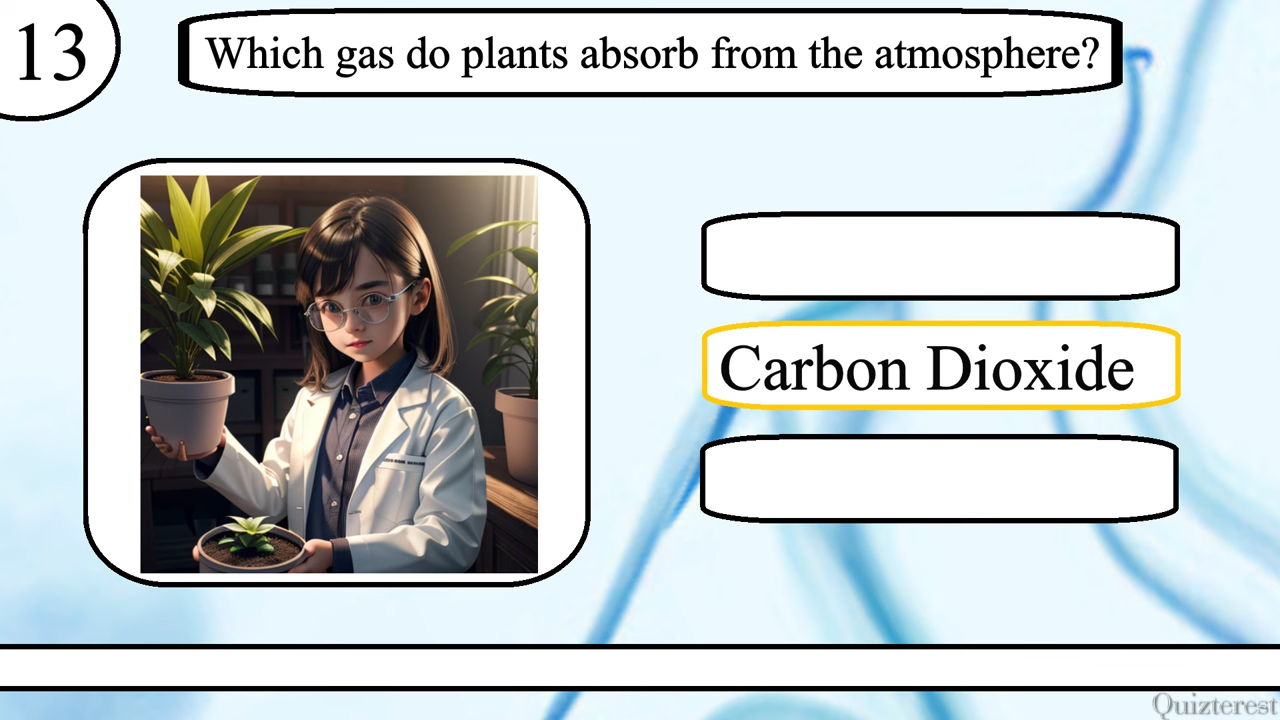 13
Which gas do plants absorb from the atmosphere?
Carbon Dioxide
Quizterest